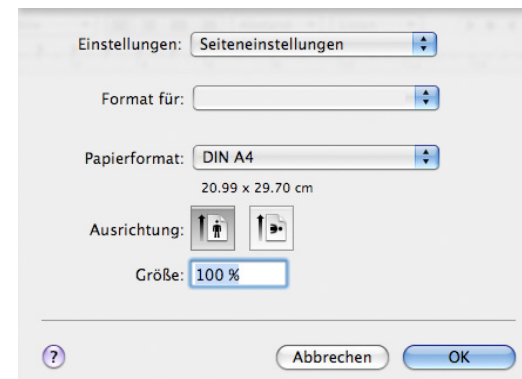 Einstellungen: Seiteneinstellungen
Format für:
Papierformat: DIN A4
20.99 x 29.70 cm
Ausrichtung:
Größe: 100 %
? Abbrechen OK